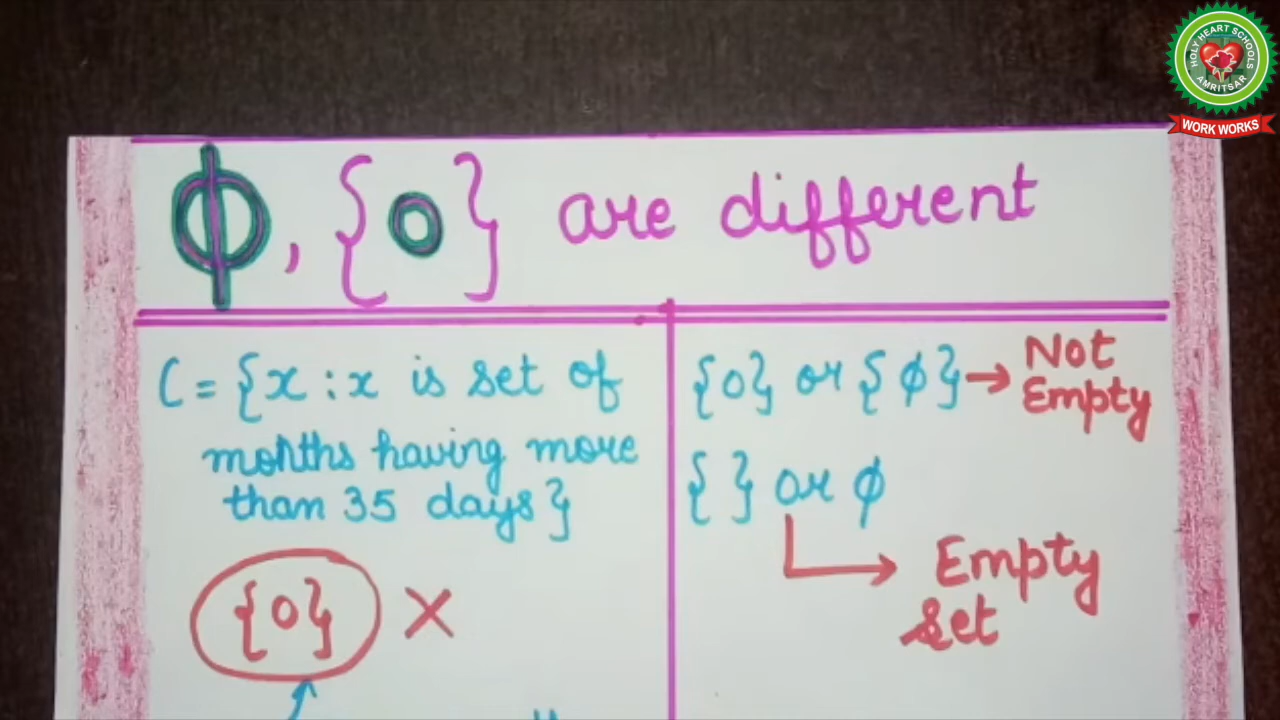 HOLY HEART SCHOOLS
AMRITSAR
WORK WORKS
Φ, {0} are different
C = {x : x is set of
months having more
than 35 days}
{0} ×
{0} or {ϕ} → Not
Empty
{ } or ϕ
Empty
set